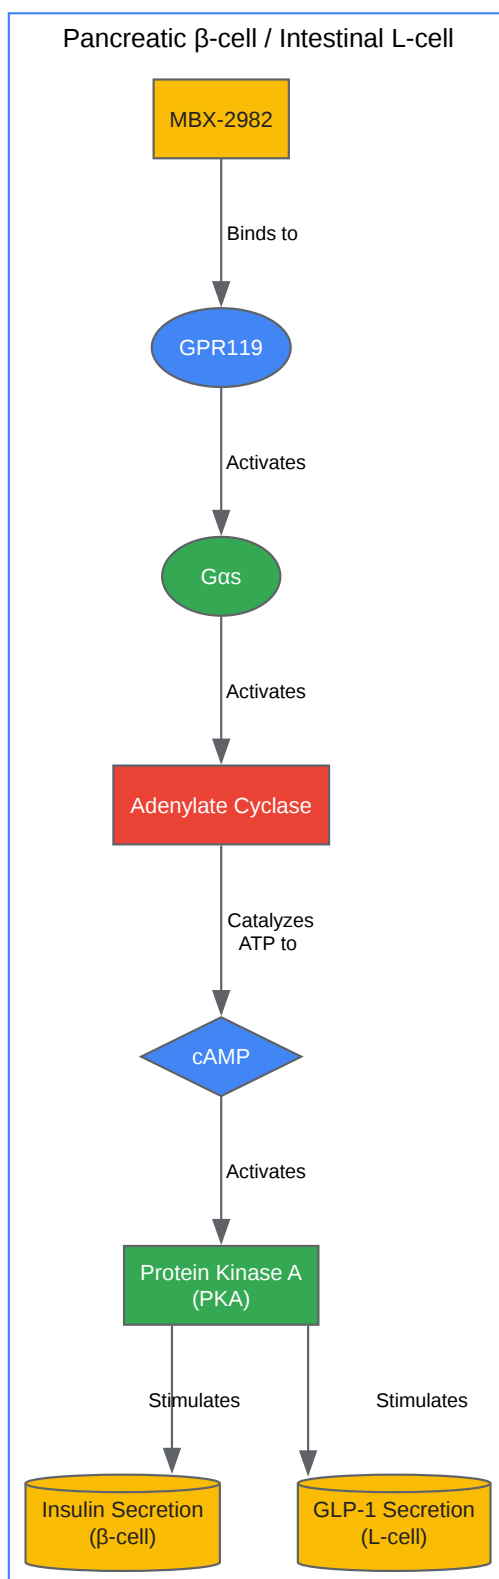 Pancreatic β-cell / Intestinal L-cell
MBX-2982
Binds to
GPR119
Activates
Gαs
Activates
Adenylate Cyclase
Catalyzes
ATP to
cAMP
Activates
Protein Kinase A
(PKA)
Stimulates
Stimulates
Insulin Secretion
(β-cell)
GLP-1 Secretion
(L-cell)